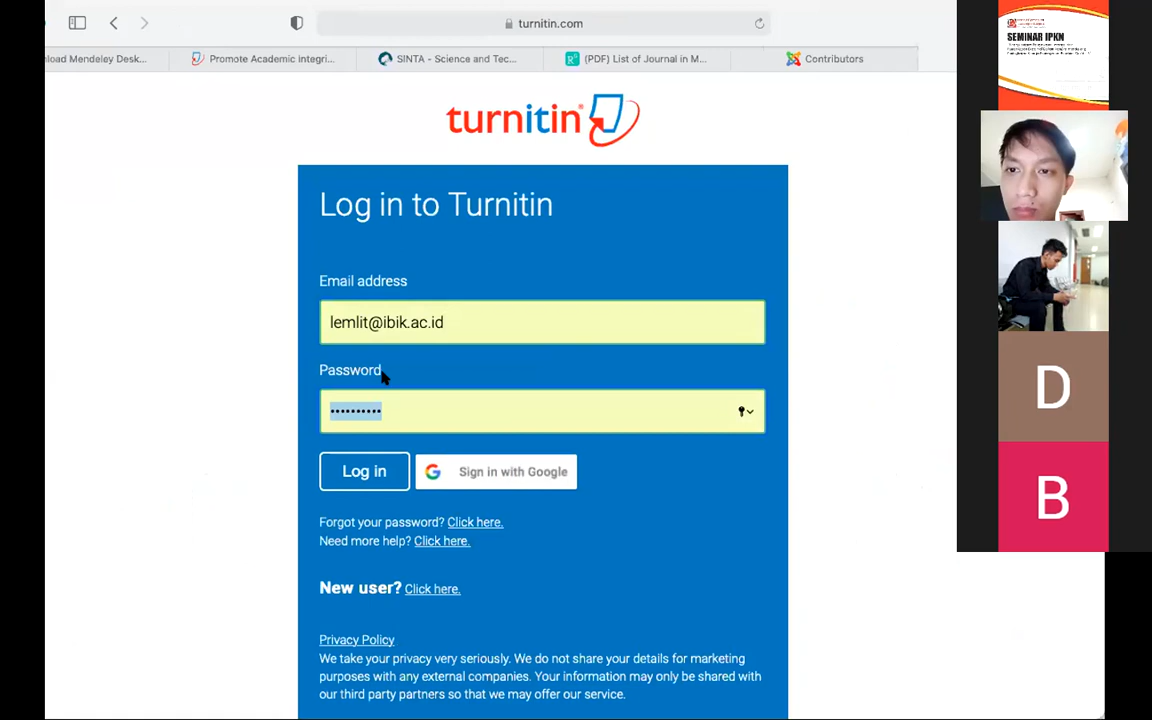 turnitin.com
nload Mendeley Desk...
Promote Academic Integri...
SINTA - Science and Tec...
(PDF) List of Journal in M...
Contributors
turnitin
Log in to Turnitin
Email address
lemlit@ibik.ac.id
Password
••••••••••
Log in
Sign in with Google
Forgot your password? Click here.
Need more help? Click here.
New user? Click here.
Privacy Policy
We take your privacy very seriously. We do not share your details for marketing
purposes with any external companies. Your information may only be shared with
our third party partners so that we may offer our service.
SEMINAR IPKN
D
B